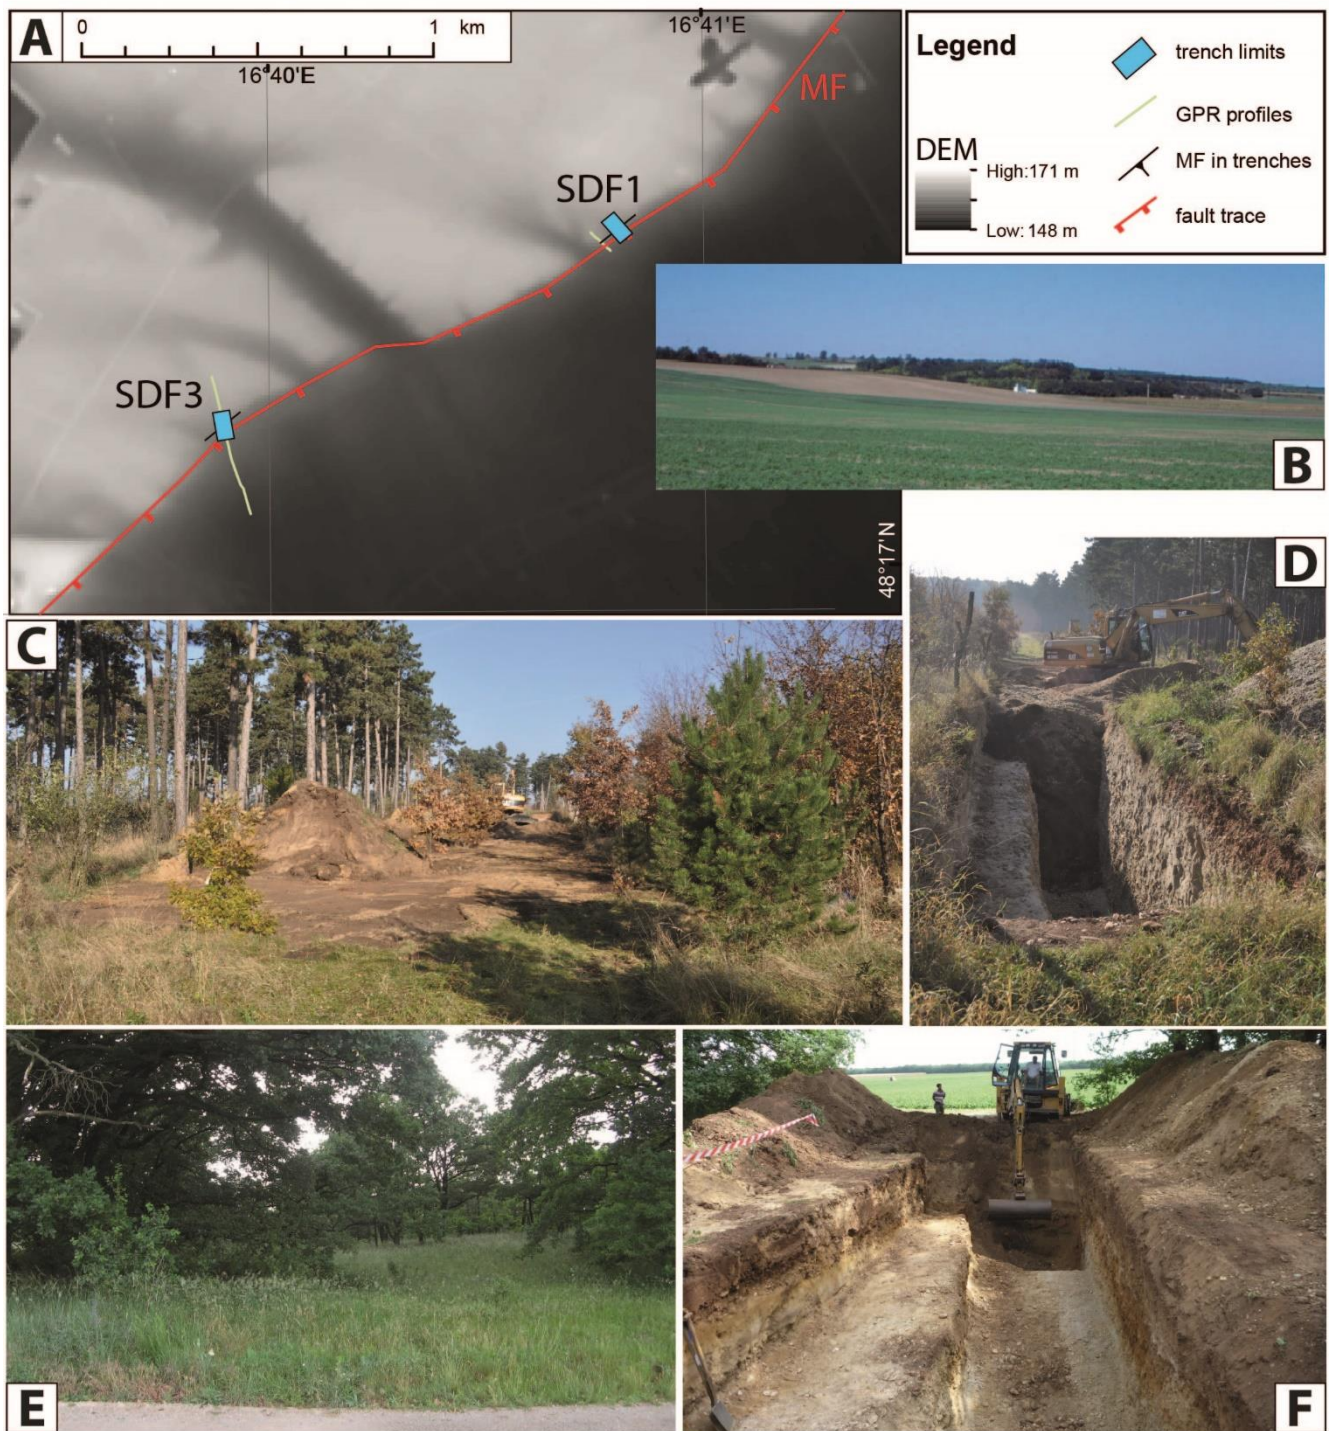 A
0 1 km
16°40'E
16°41'E
MF
SDF1
SDF3
48°17'N
Legend
trench limits
GPR profiles
DEM
High:171 m
MF in trenches
fault trace
Low: 148 m
B
C
D
E
F